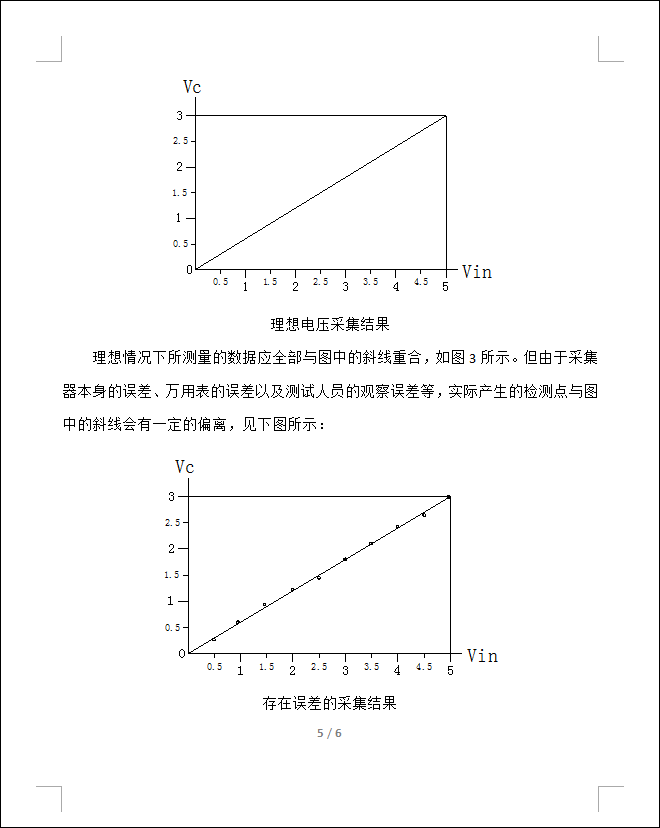 Vc
3
2.5
2
1.5
1
0.5
0
0.5 1 1.5 2 2.5 3 3.5 4 4.5 5
Vin
理想电压采集结果
理想情况下所测量的数据应全部与图中的斜线重合，如图 3 所示。但由于采集
器本身的误差、万用表的误差以及测试人员的观察误差等，实际产生的检测点与图
中的斜线会有一定的偏离，见下图所示：
Vc
3
2.5
2
1.5
1
0.5
0
0.5 1 1.5 2 2.5 3 3.5 4 4.5 5
Vin
存在误差的采集结果
5 / 6